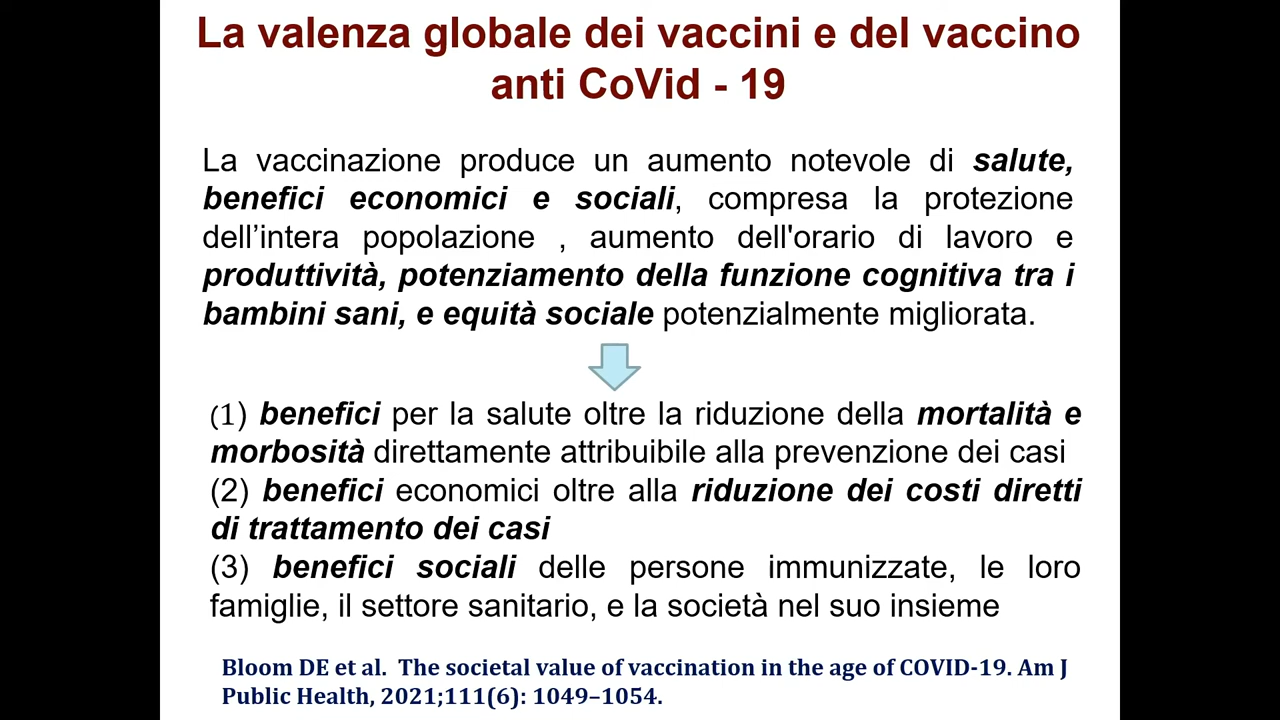 La valenza globale dei vaccini e del vaccino
anti CoVid - 19
La vaccinazione produce un aumento notevole di salute,
benefici economici e sociali, compresa la protezione
dell’intera popolazione , aumento dell'orario di lavoro e
produttività, potenziamento della funzione cognitiva tra i
bambini sani, e equità sociale potenzialmente migliorata.
(1) benefici per la salute oltre la riduzione della mortalità e
morbosità direttamente attribuibile alla prevenzione dei casi
(2) benefici economici oltre alla riduzione dei costi diretti
di trattamento dei casi
(3) benefici sociali delle persone immunizzate, le loro
famiglie, il settore sanitario, e la società nel suo insieme
Bloom DE et al. The societal value of vaccination in the age of COVID-19. Am J
Public Health, 2021;111(6): 1049–1054.